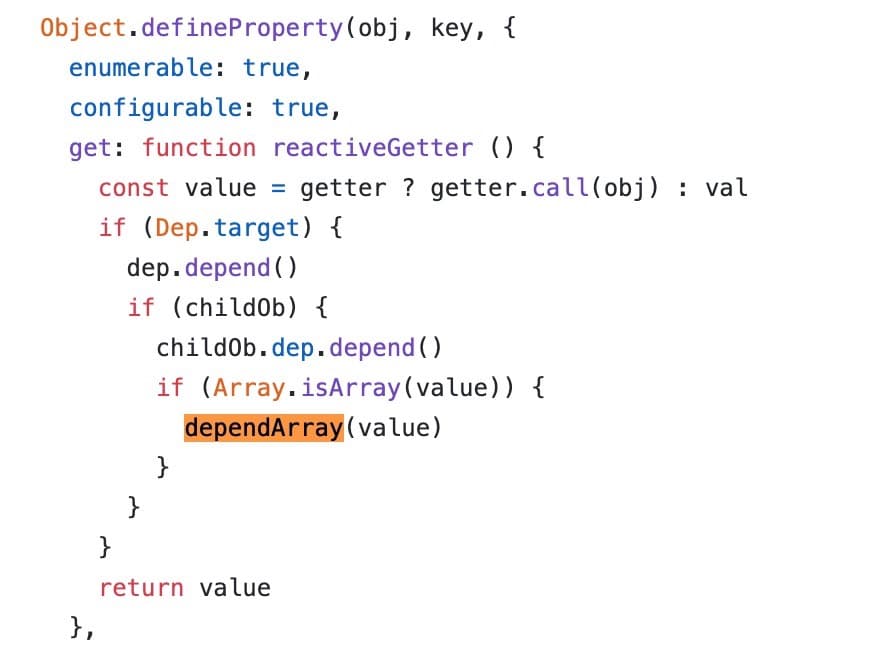 Object.defineProperty(obj, key, {
  enumerable: true,
  configurable: true,
  get: function reactiveGetter () {
    const value = getter ? getter.call(obj) : val
    if (Dep.target) {
      dep.depend()
      if (childOb) {
        childOb.dep.depend()
        if (Array.isArray(value)) {
          dependArray(value)
        }
      }
    }
    return value
  },